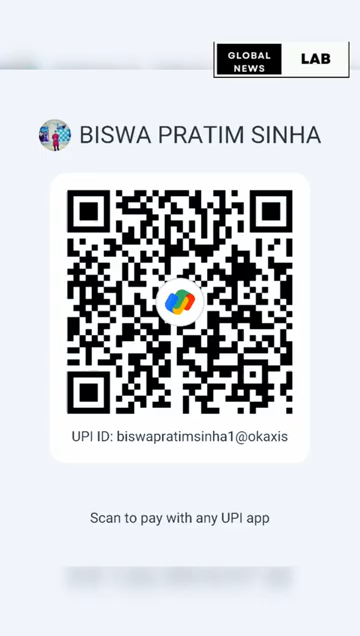 GLOBAL
NEWS
LAB
BISWA PRATIM SINHA
UPI ID: biswapratimsinha1@okaxis
Scan to pay with any UPI app